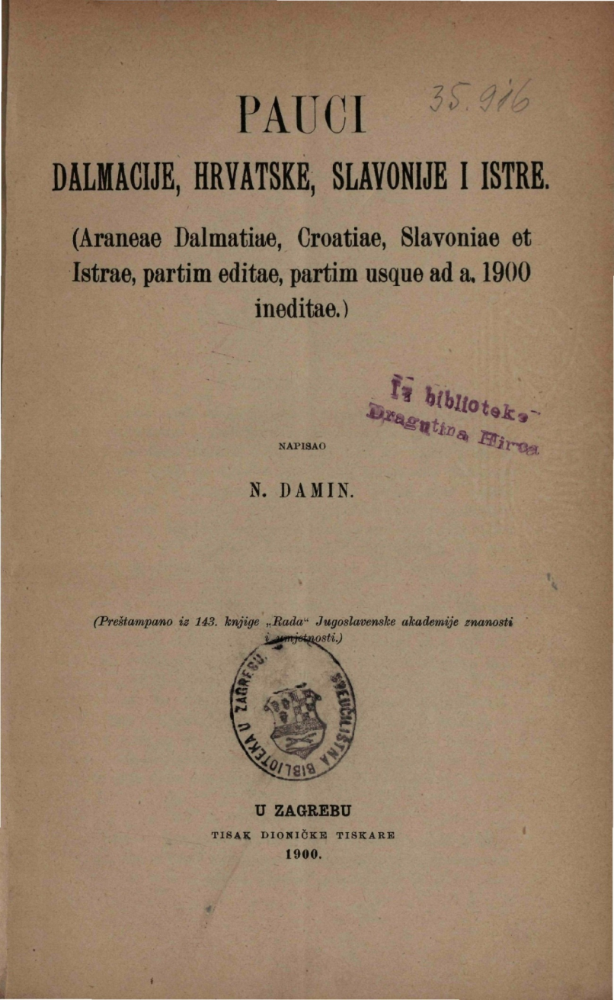 35.916
PAUCI
DALMACIJE, HRVATSKE, SLAVONIJE I ISTRE.
(Araneae Dalmatiae, Croatiae, Slavoniae et
Istrae, partim editae, partim usque ad a. 1900
ineditae.)
Iz biblioteke
Dragutina Hirca
NAPISAO
N. DAMIN.
(Preštampano iz 143. knjige „Rada“ Jugoslavenske akademije znanosti
i umjetnosti.)
SVEUČILIŠTNA BIBLIOTEKA U ZAGREBU.
U ZAGREBU
TISAK DIONIČKE TISKARE
1900.